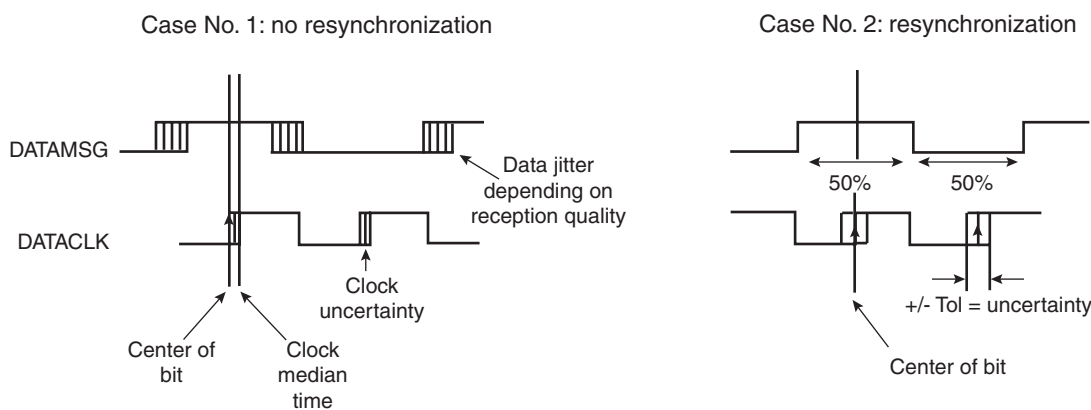 Case No. 1: no resynchronization
DATAMSG
Data jitter
depending on
reception quality
DATACLK
Clock
uncertainty
Center of
bit
Clock
median
time
Case No. 2: resynchronization
50%
50%
+/- Tol = uncertainty
Center of bit